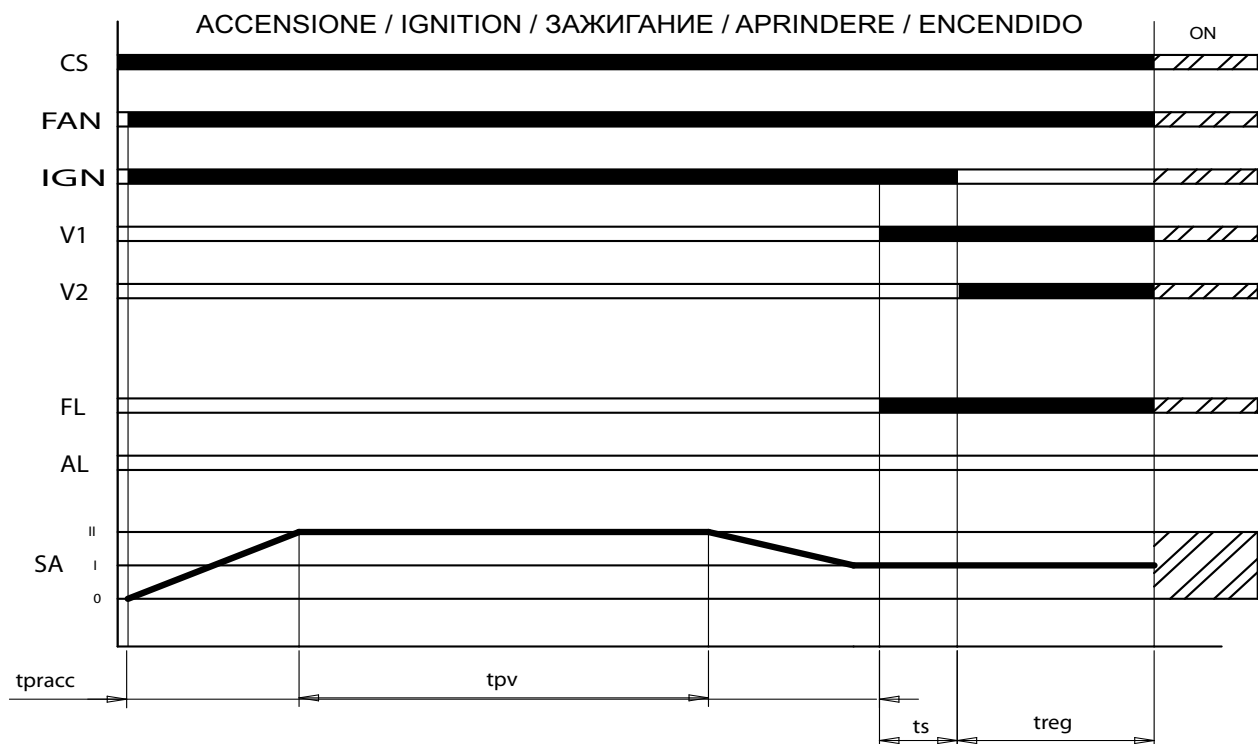 ACCENSIONE / IGNITION / ЗАЖИГАНИЕ / APRINDERE / ENCENDIDO
ON
CS
FAN
IGN
V1
V2
FL
AL
II
SA I
0
tpracc tpv
ts treg